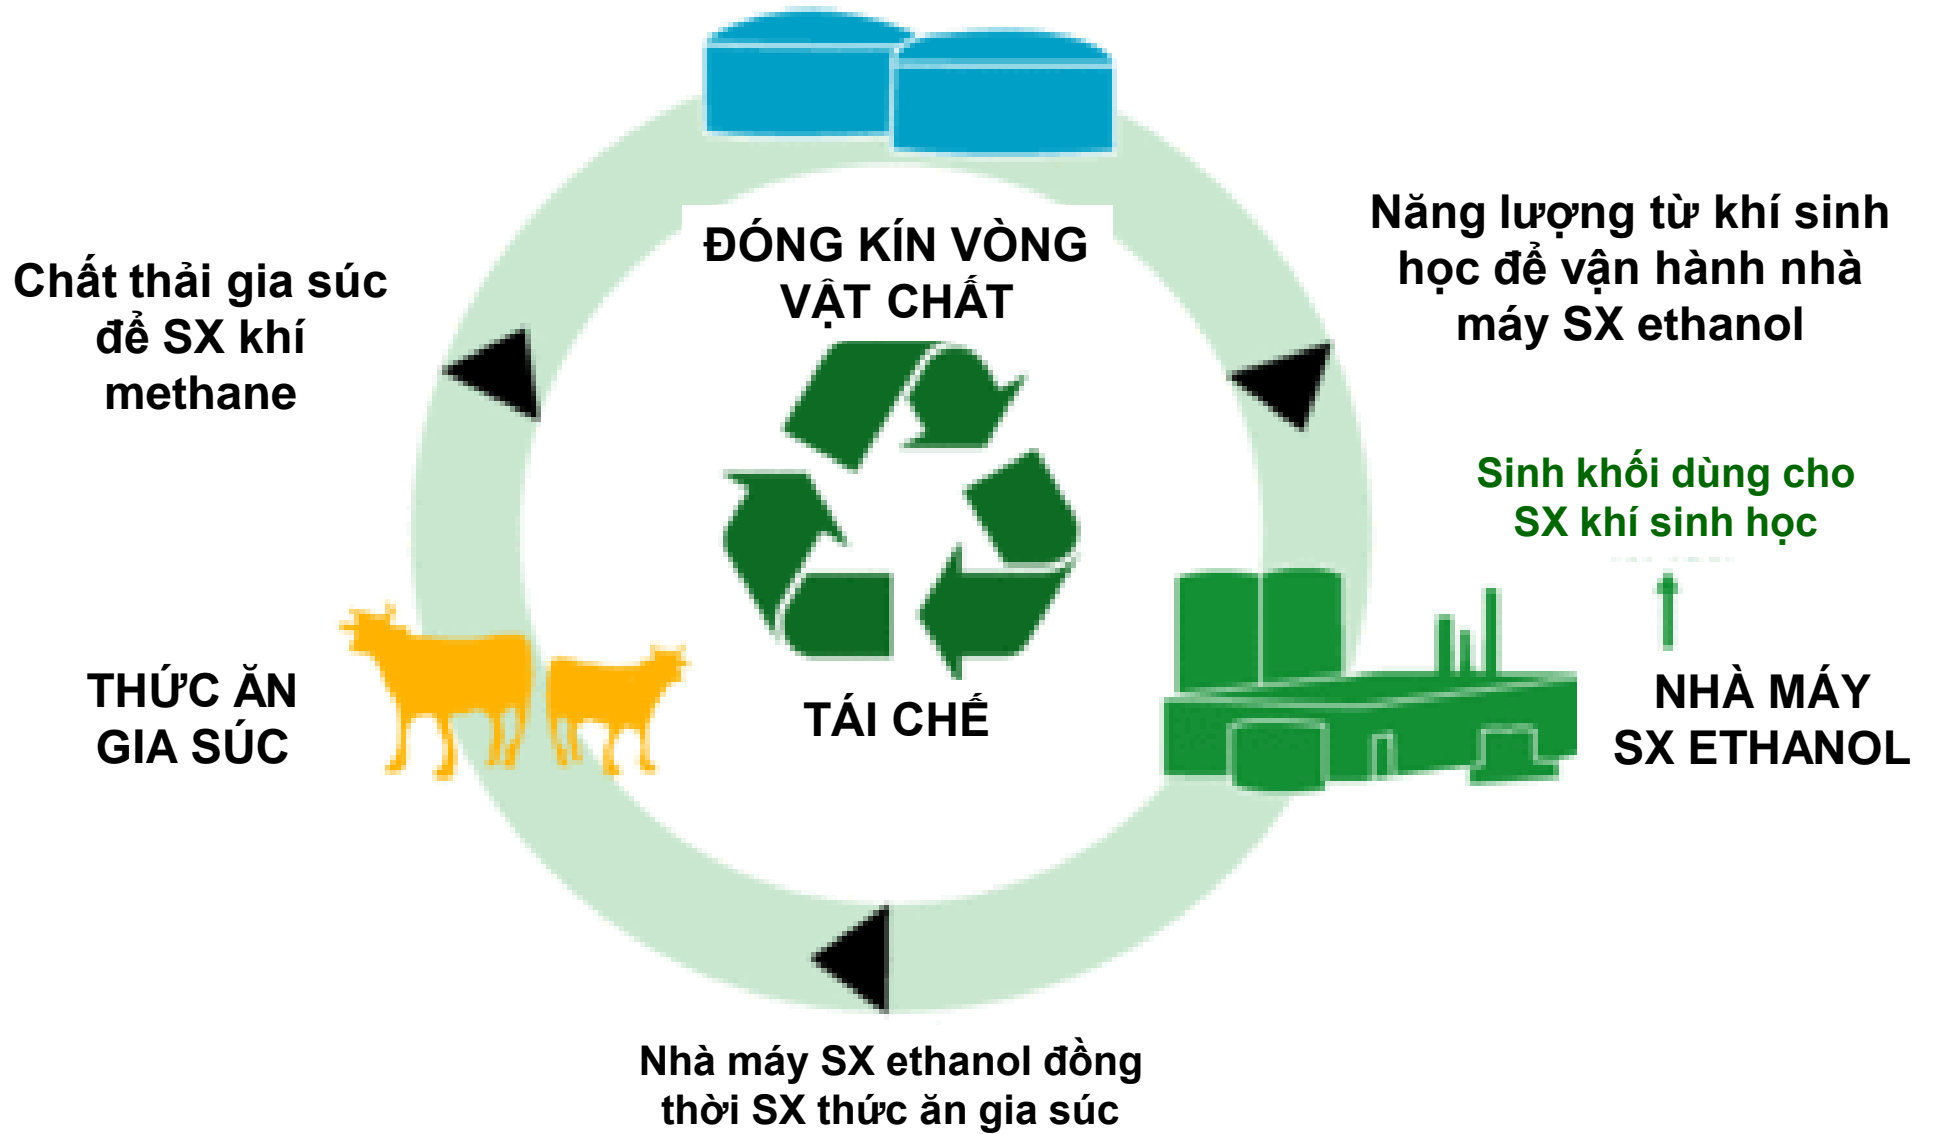 ĐÓNG KÍN VÒNG
VẬT CHẤT
Năng lượng từ khí sinh
học để vận hành nhà
máy SX ethanol
Chất thải gia súc
để SX khí
methane
Sinh khối dùng cho
SX khí sinh học
THỨC ĂN
GIA SÚC
TÁI CHẾ
NHÀ MÁY
SX ETHANOL
Nhà máy SX ethanol đồng
thời SX thức ăn gia súc